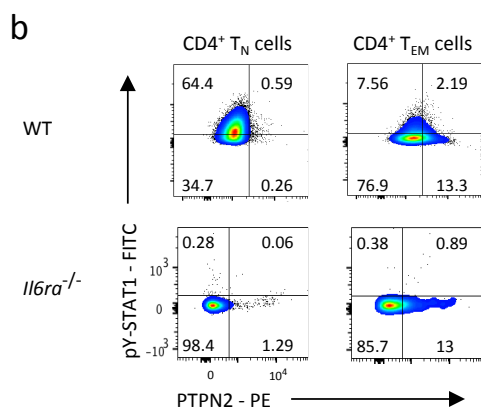 b
CD4⁺ T_N cells CD4⁺ T_EM cells
WT
64.4 0.59
34.7 0.26
7.56 2.19
76.9 13.3
Il6ra⁻/⁻
pY-STAT1 - FITC
0.28 0.06
98.4 1.29
0.38 0.89
85.7 13
10³
0
-10³
0 10⁴
PTPN2 - PE